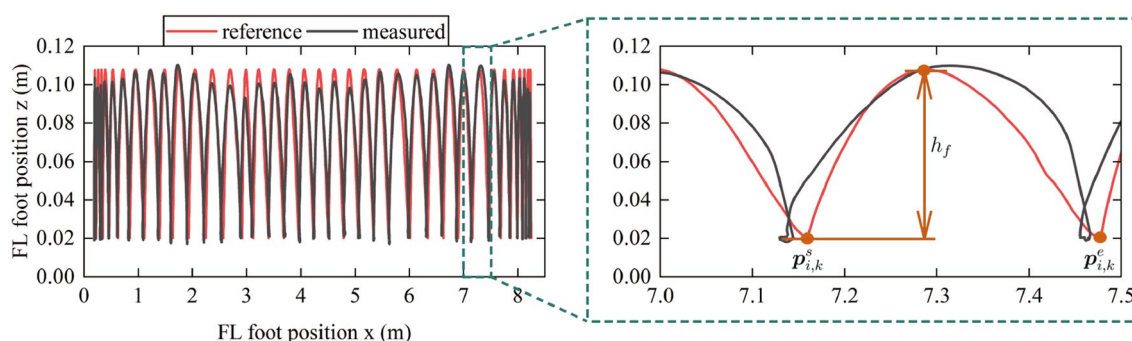 reference measured
0.12
0.10
0.08
0.06
0.04
0.02
0.00
FL foot position z (m)
0 1 2 3 4 5 6 7 8
FL foot position x (m)
0.12
0.10
0.08
0.06
0.04
0.02
0.00
FL foot position z (m)
h_f
p^s_{i,k} p^e_{i,k}
7.0 7.1 7.2 7.3 7.4 7.5